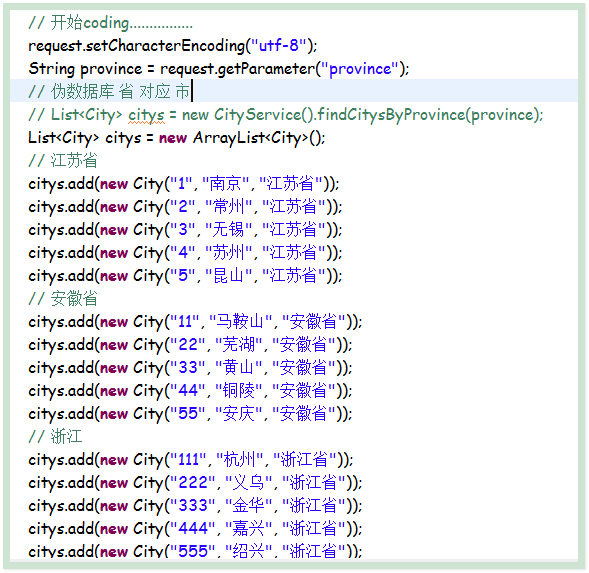 // 开始coding...............
request.setCharacterEncoding("utf-8");
String province = request.getParameter("province");
// 伪数据库 省 对应 市
// List<City> citys = new CityService().findCitysByProvince(province);
List<City> citys = new ArrayList<City>();
// 江苏省
citys.add(new City("1", "南京", "江苏省"));
citys.add(new City("2", "常州", "江苏省"));
citys.add(new City("3", "无锡", "江苏省"));
citys.add(new City("4", "苏州", "江苏省"));
citys.add(new City("5", "昆山", "江苏省"));
// 安徽省
citys.add(new City("11", "马鞍山", "安徽省"));
citys.add(new City("22", "芜湖", "安徽省"));
citys.add(new City("33", "黄山", "安徽省"));
citys.add(new City("44", "铜陵", "安徽省"));
citys.add(new City("55", "安庆", "安徽省"));
// 浙江
citys.add(new City("111", "杭州", "浙江省"));
citys.add(new City("222", "义乌", "浙江省"));
citys.add(new City("333", "金华", "浙江省"));
citys.add(new City("444", "嘉兴", "浙江省"));
citys.add(new City("555", "绍兴", "浙江省"));